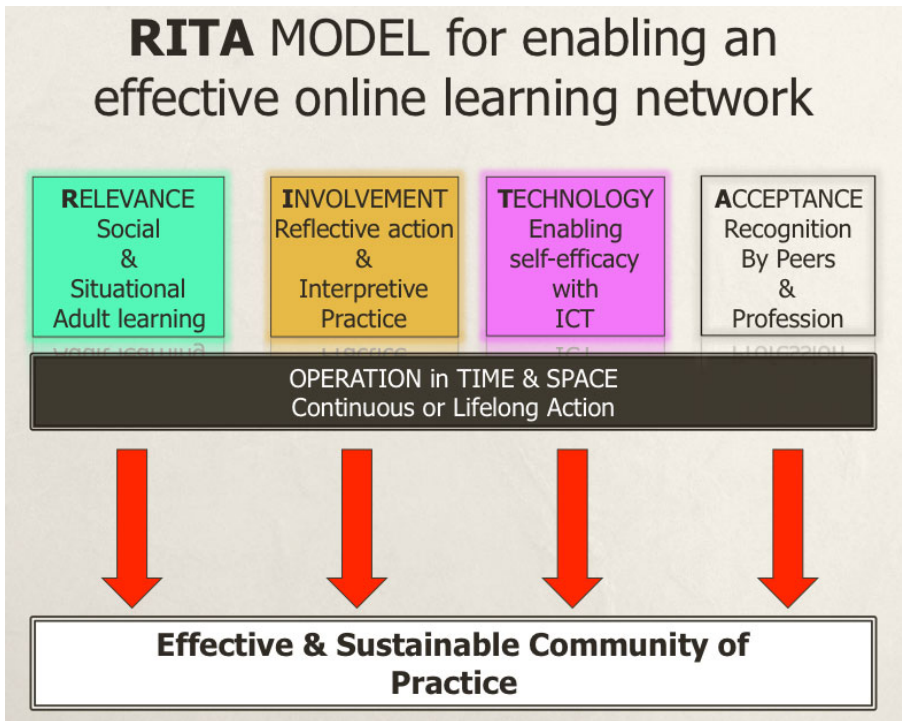 RITA MODEL for enabling an
effective online learning network
RELEVANCE
Social
&
Situational
Adult learning
INVOLVEMENT
Reflective action
&
Interpretive
Practice
TECHNOLOGY
Enabling
self-efficacy
with
ICT
ACCEPTANCE
Recognition
By Peers
&
Profession
OPERATION in TIME & SPACE
Continuous or Lifelong Action
Effective & Sustainable Community of
Practice